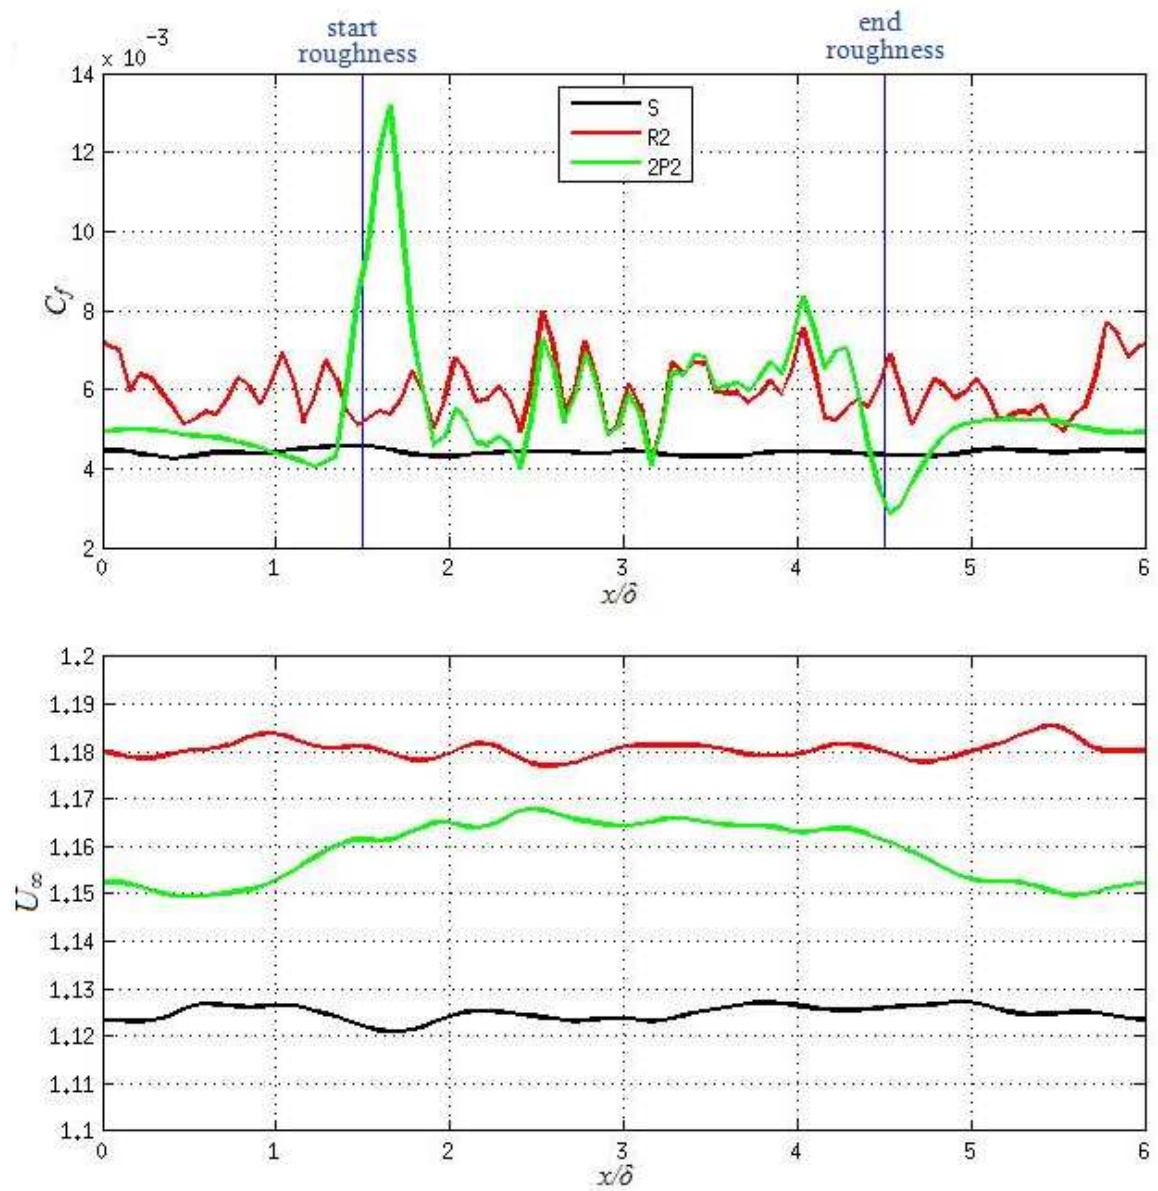 start
roughness
end
roughness
x 10⁻³
14
12
10
8
6
4
2
C_f
S
R2
2P2
0 1 2 3 4 5 6
x/δ
1.2
1.19
1.18
1.17
1.16
1.15
1.14
1.13
1.12
1.11
1.1
U_∞
0 1 2 3 4 5 6
x/δ